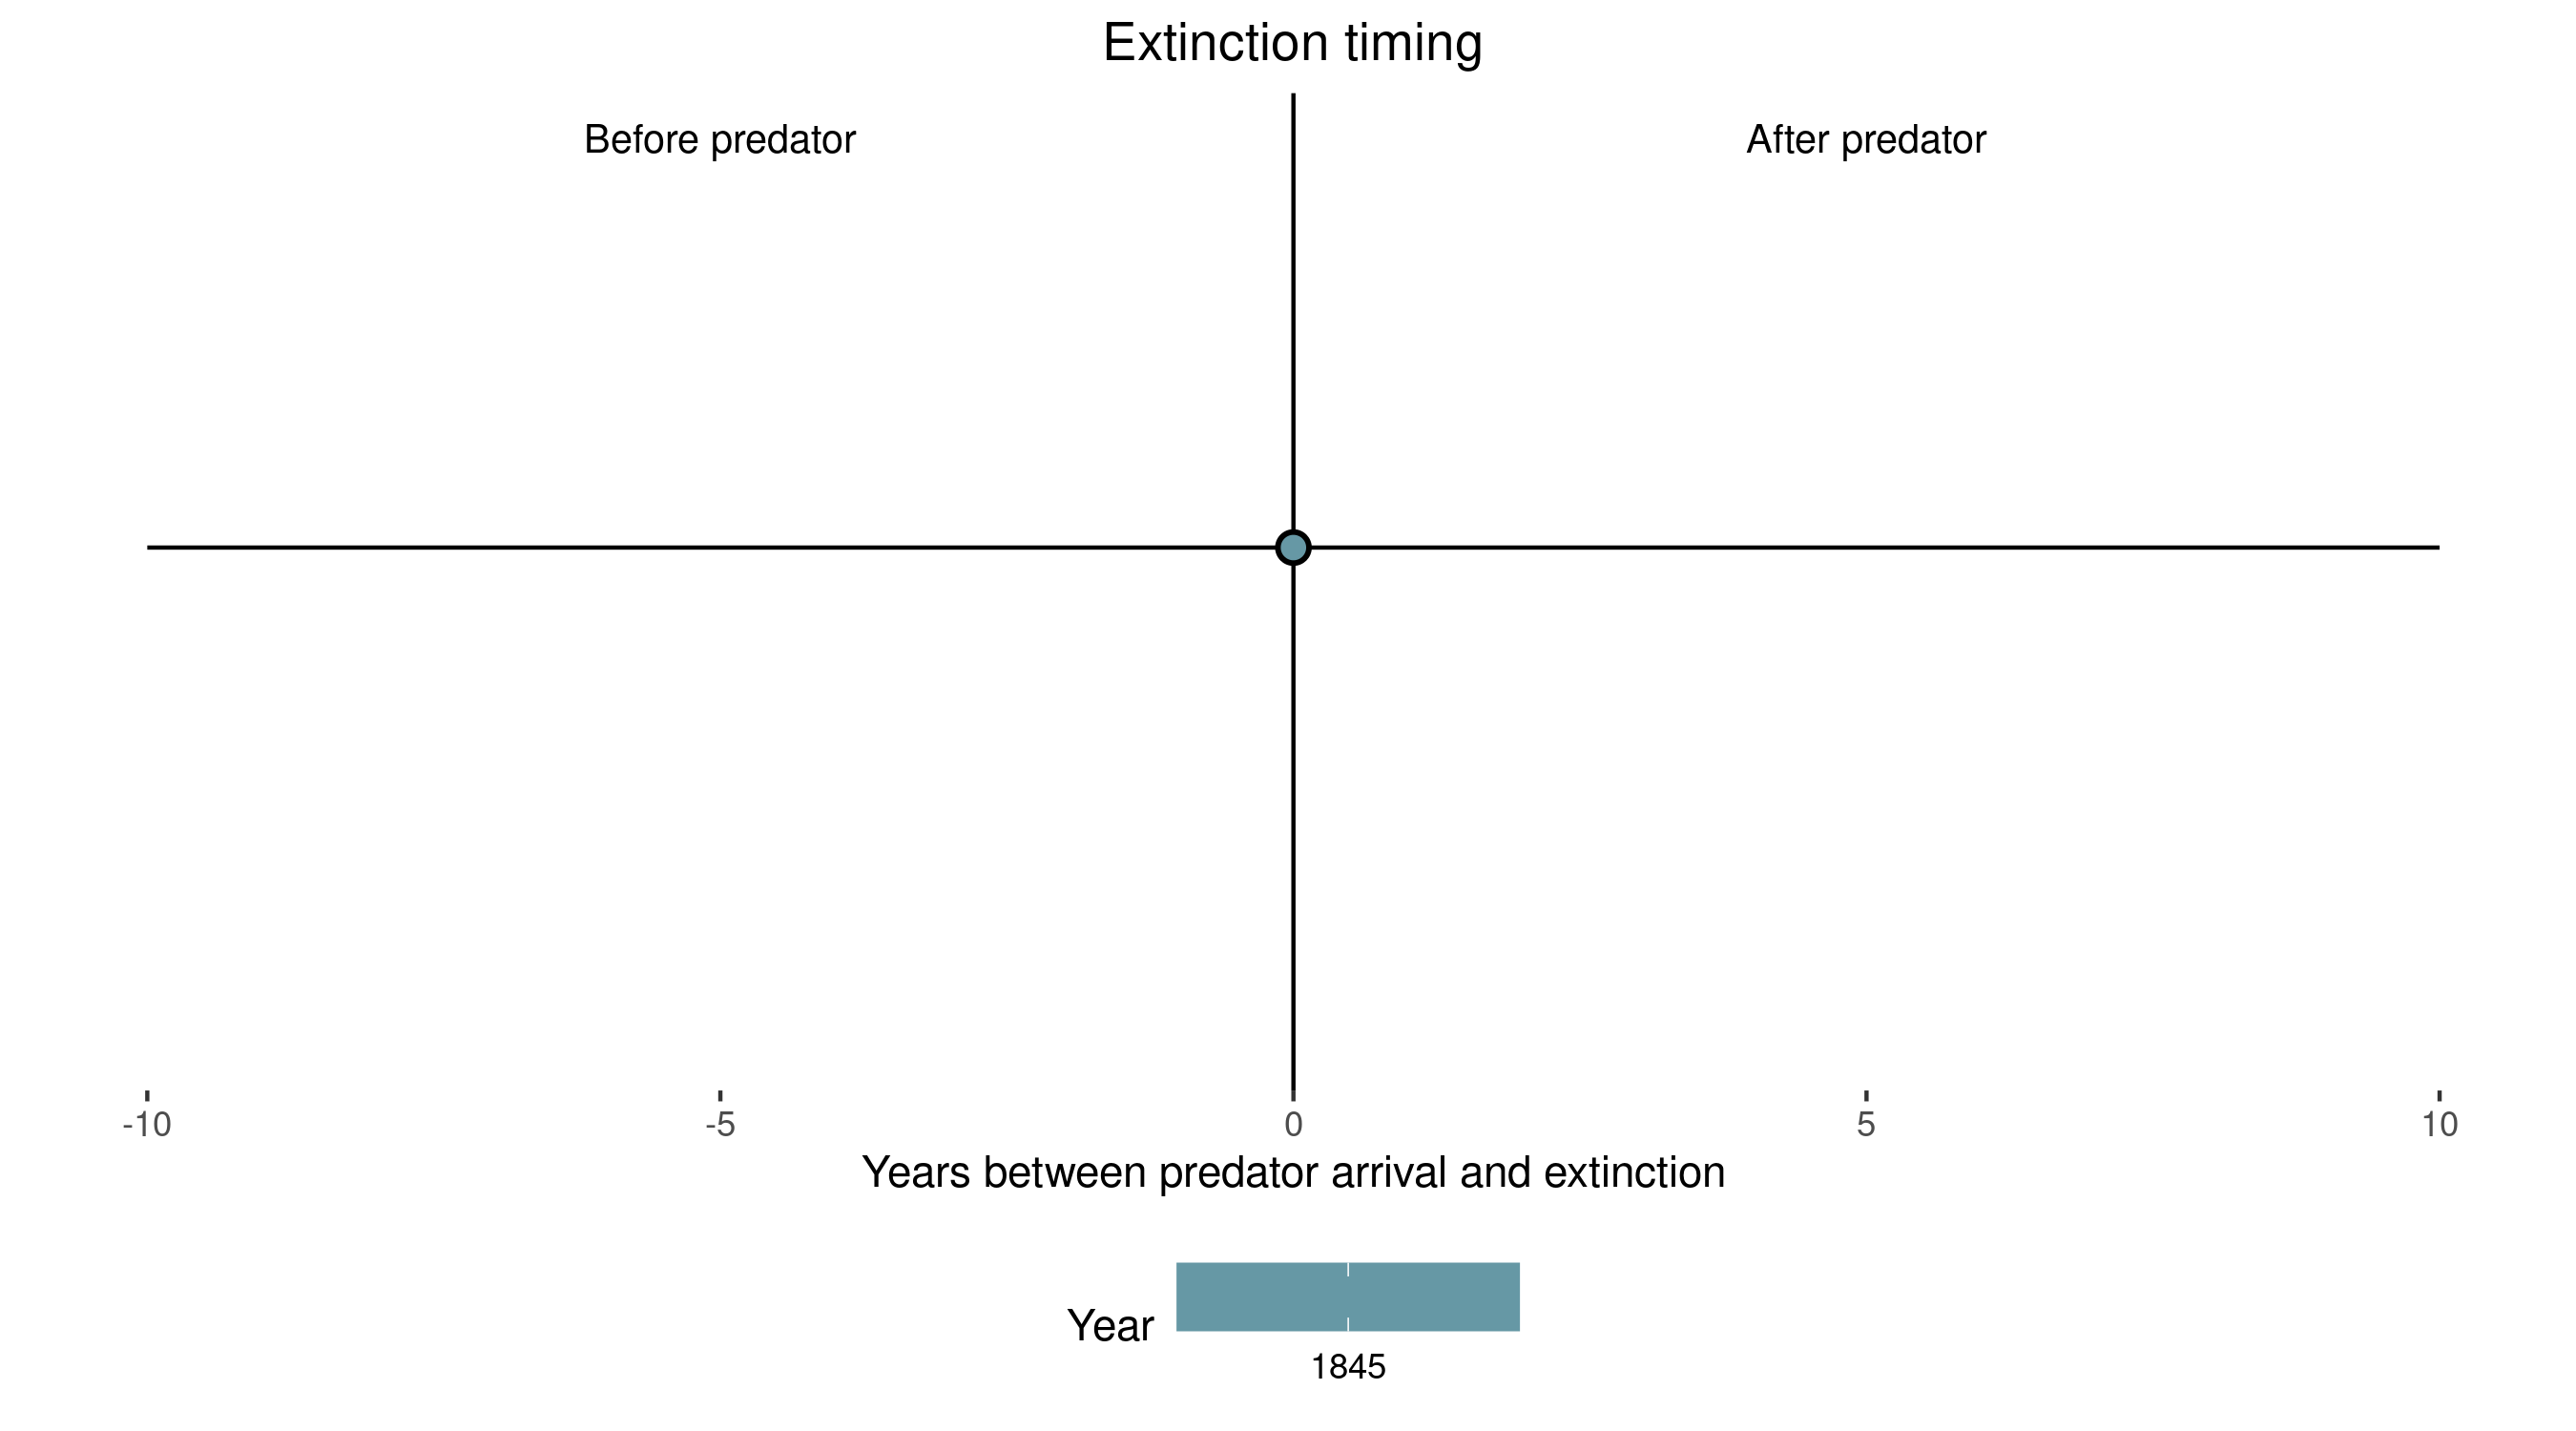 Extinction timing
Before predator
After predator
-10
-5
0
5
10
Years between predator arrival and extinction
Year
1845